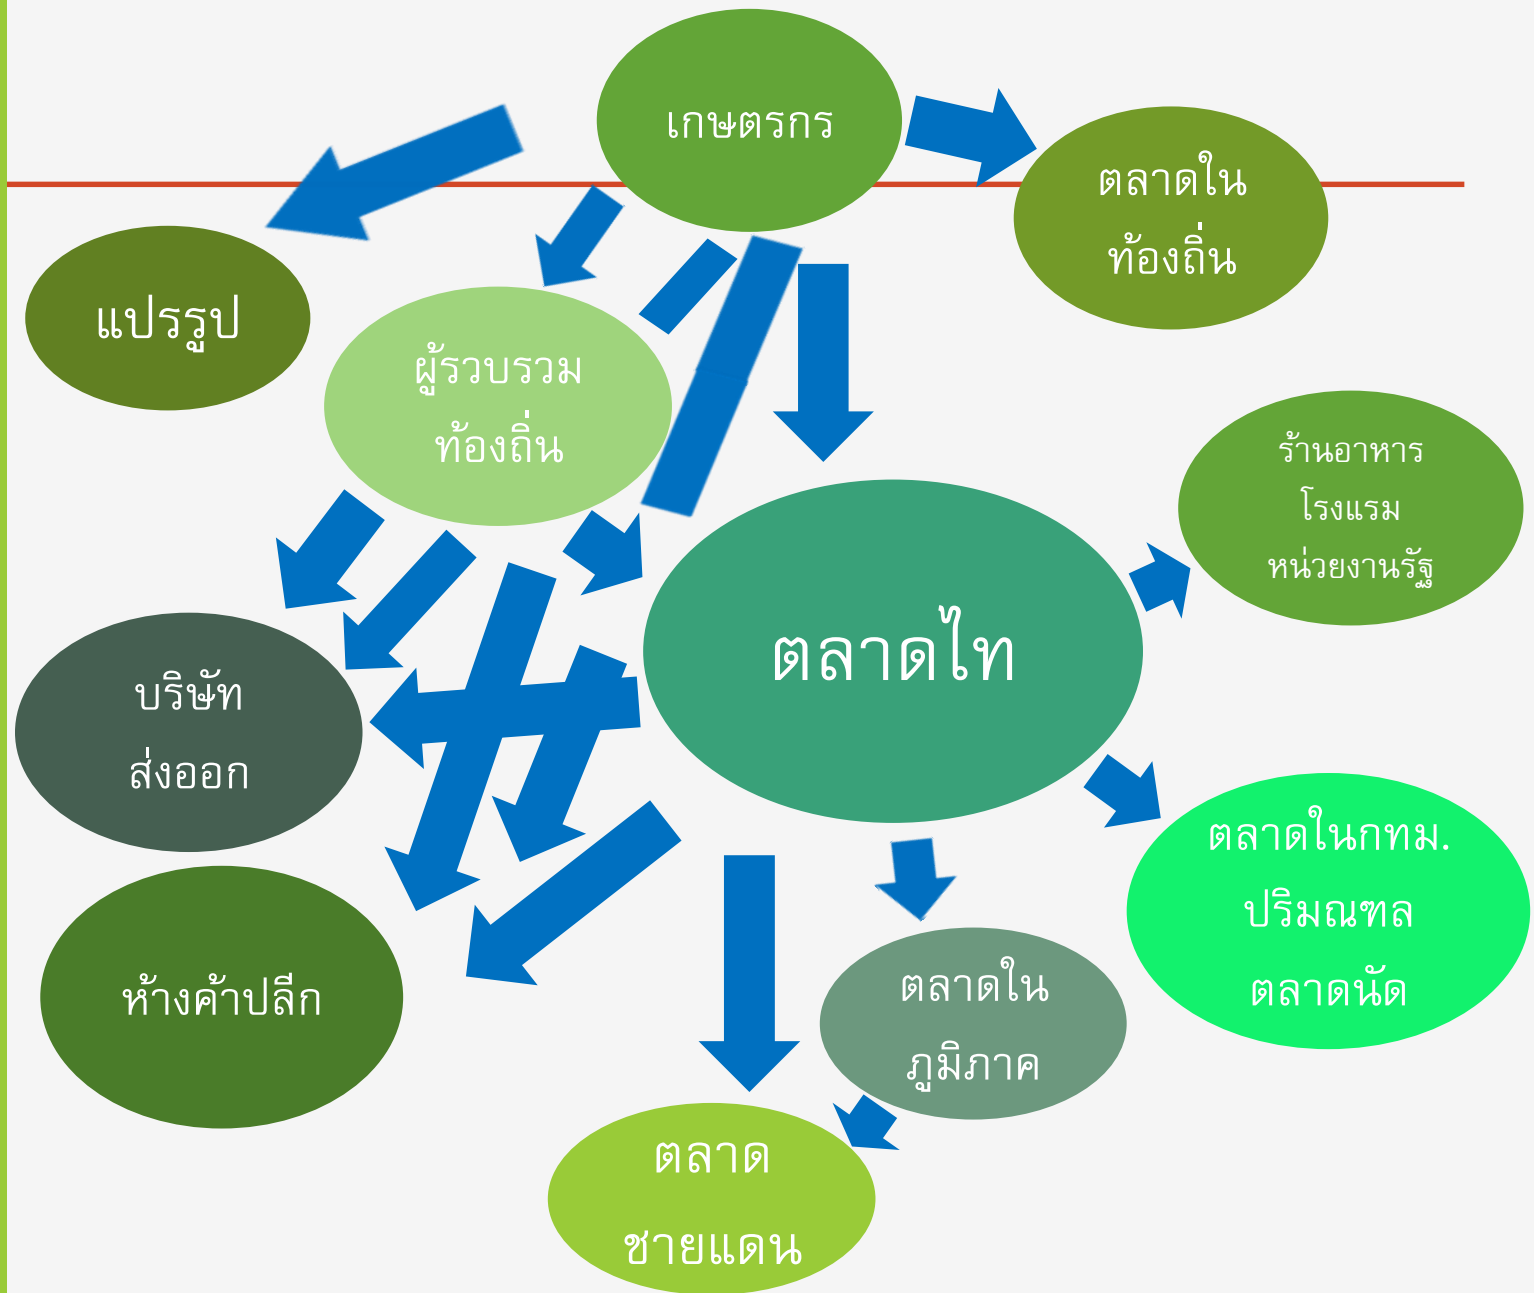 เกษตรกร
ตลาดใน
ท้องถิ่น
แปรรูป
ผู้รวบรวม
ท้องถิ่น
ร้านอาหาร
โรงแรม
หน่วยงานรัฐ
ตลาดไท
บริษัท
ส่งออก
ตลาดในกทม.
ปริมณฑล
ตลาดนัด
ห้างค้าปลีก
ตลาดใน
ภูมิภาค
ตลาด
ชายแดน